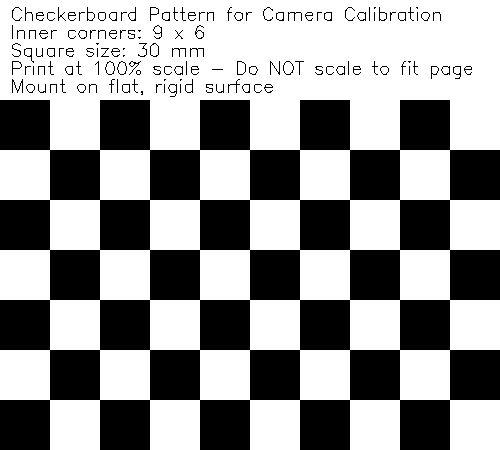 Checkerboard Pattern for Camera Calibration
Inner corners: 9 x 6
Square size: 30 mm
Print at 100% scale - Do NOT scale to fit page
Mount on flat, rigid surface